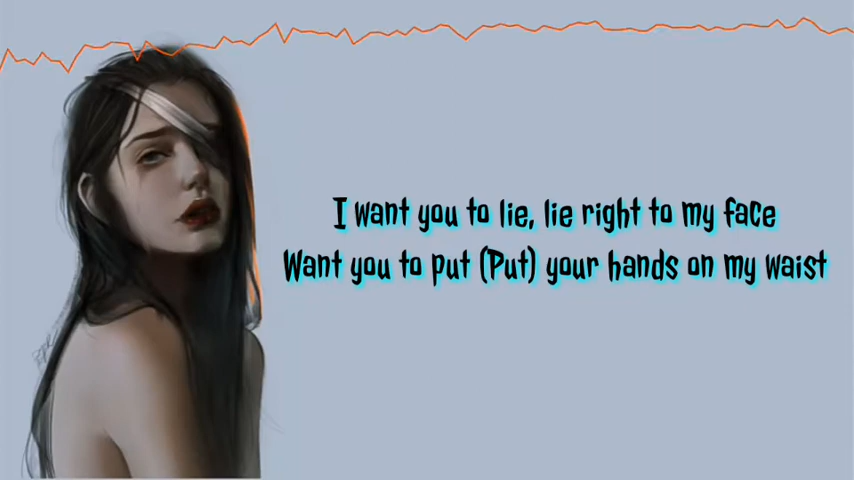 I want you to lie, lie right to my face
Want you to put (Put) your hands on my waist